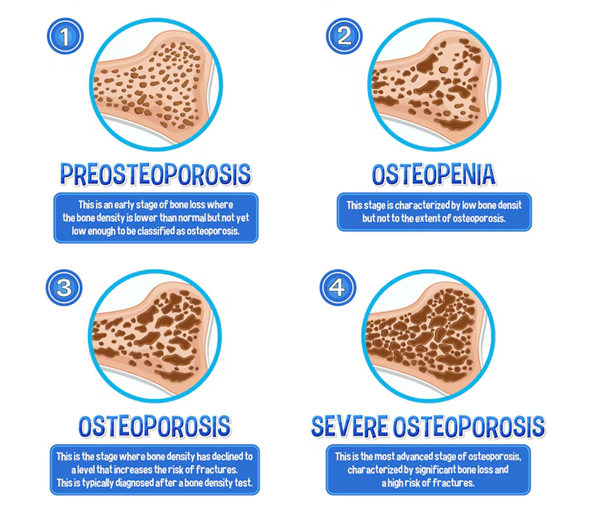 1
PREOSTEOPOROSIS
This is an early stage of bone loss where
the bone density is lower than normal but not yet
low enough to be classified as osteoporosis.
2
OSTEOPENIA
This stage is characterized by low bone densit
but not to the extent of osteoporosis.
3
OSTEOPOROSIS
This is the stage where bone density has declined to
a level that increases the risk of fractures.
This is typically diagnosed after a bone density test.
4
SEVERE OSTEOPOROSIS
This is the most advanced stage of osteoporosis,
characterized by significant bone loss and
a high risk of fractures.